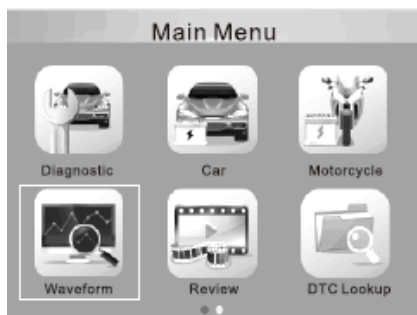 Main Menu
Diagnostic
Car
Motorcycle
Waveform
Review
DTC Lookup